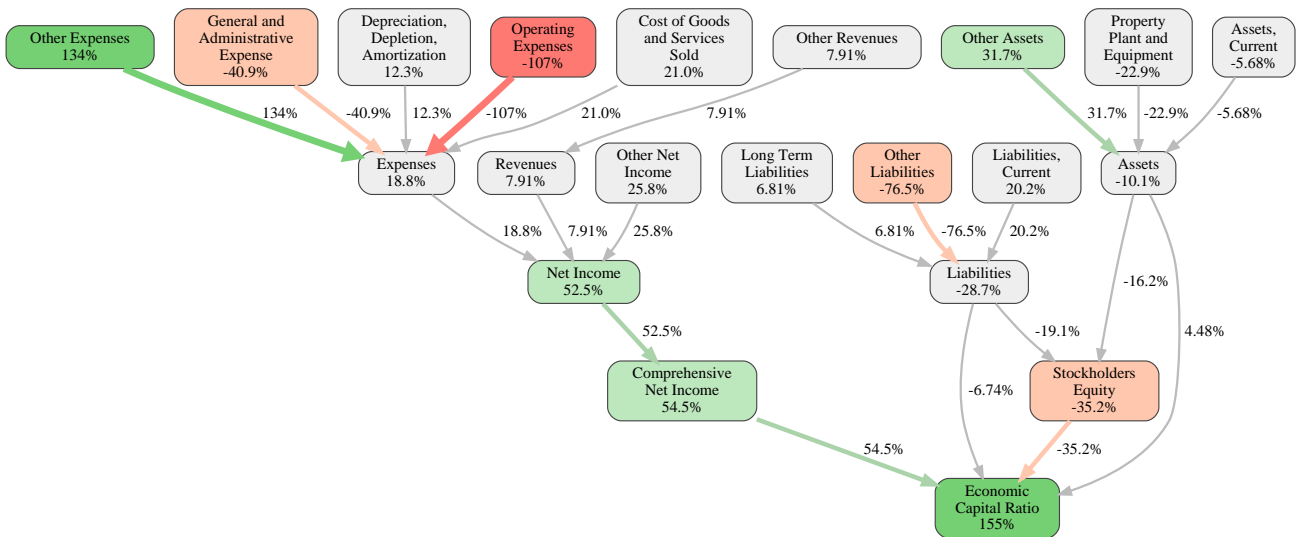 Other Expenses
134%
General and
Administrative
Expense
-40.9%
Depreciation,
Depletion,
Amortization
12.3%
Operating
Expenses
-107%
Cost of Goods
and Services
Sold
21.0%
Other Revenues
7.91%
Other Assets
31.7%
Property
Plant and
Equipment
-22.9%
Assets,
Current
-5.68%
134%
-40.9%
12.3%
-107%
21.0%
7.91%
31.7%
-22.9%
-5.68%
Expenses
18.8%
Revenues
7.91%
Other Net
Income
25.8%
Long Term
Liabilities
6.81%
Other
Liabilities
-76.5%
Liabilities,
Current
20.2%
Assets
-10.1%
18.8%
7.91%
25.8%
6.81%
-76.5%
20.2%
Net Income
52.5%
Liabilities
-28.7%
-16.2%
52.5%
-19.1%
4.48%
Comprehensive
Net Income
54.5%
-6.74%
Stockholders
Equity
-35.2%
54.5%
-35.2%
Economic
Capital Ratio
155%